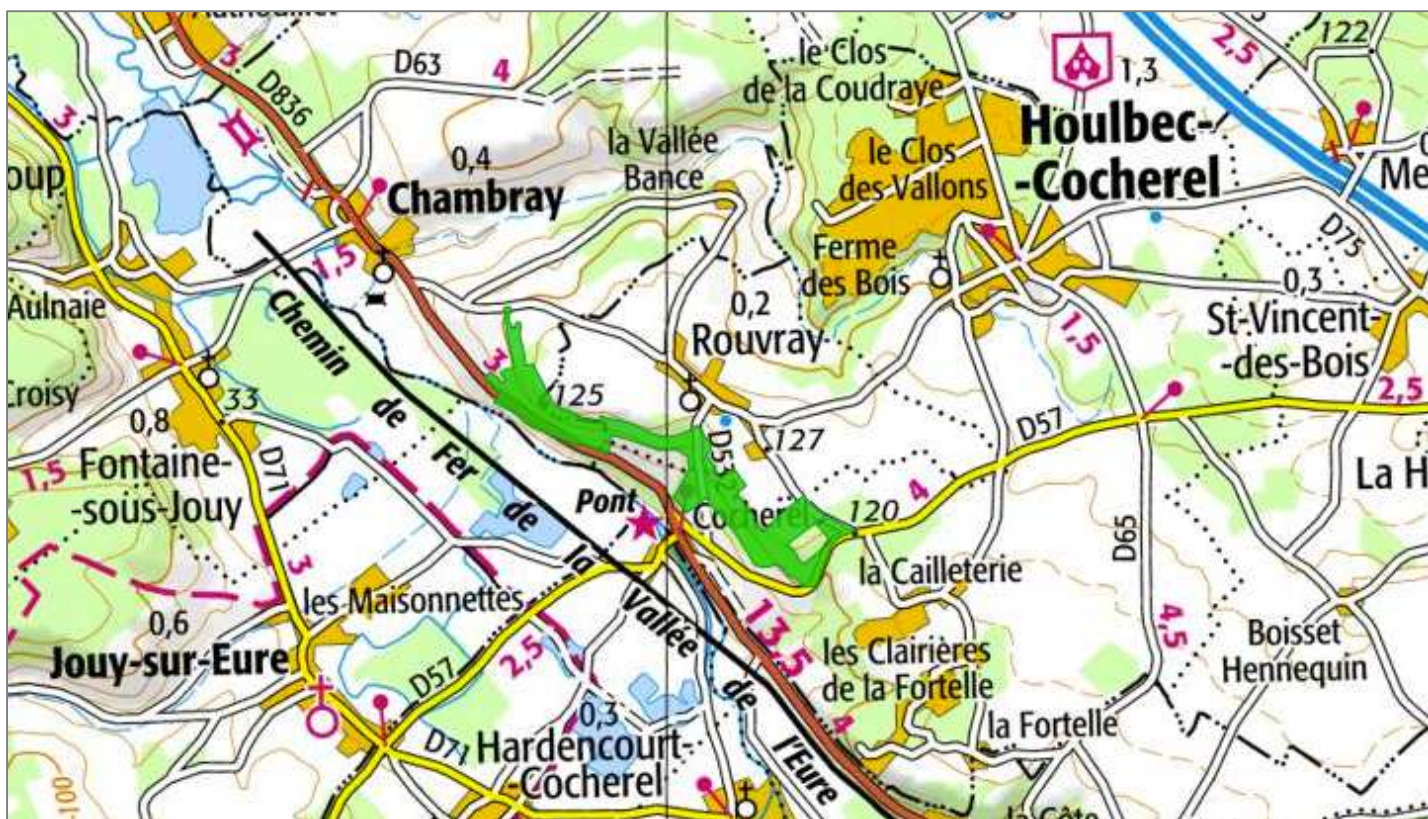 3
D836
D63
4
3
le Clos
de la Coudraye
1,3
2,5
122
Houlbec-
-Cocherel
la Vallée
Bance
le Clos
des Vallons
0,4
Chambray
oup
Me
1,5
Ferme
des Bois
D75
Aulnaie
0,3
St-Vincent-
-des-Bois
0,2
Rouvray
1,5
Chemin
de
Fer
de
la
Vallée
de
l'Eure
3
125
2,5
Croisy
33
0,8
D57
127
D53
1,5
Fontaine-
-sous-Jouy
D71
La H
4
Pont
Cocherel
120
D65
3
la Cailleterie
les Maisonnettes
0,6
13,5
4,5
Boisset
Hennequin
Jouy-sur-Eure
D57
2,5
les Clairières
de la Fortelle
4
0,3
la Fortelle
D71
Hardencourt-
-Cocherel
100
la Côte